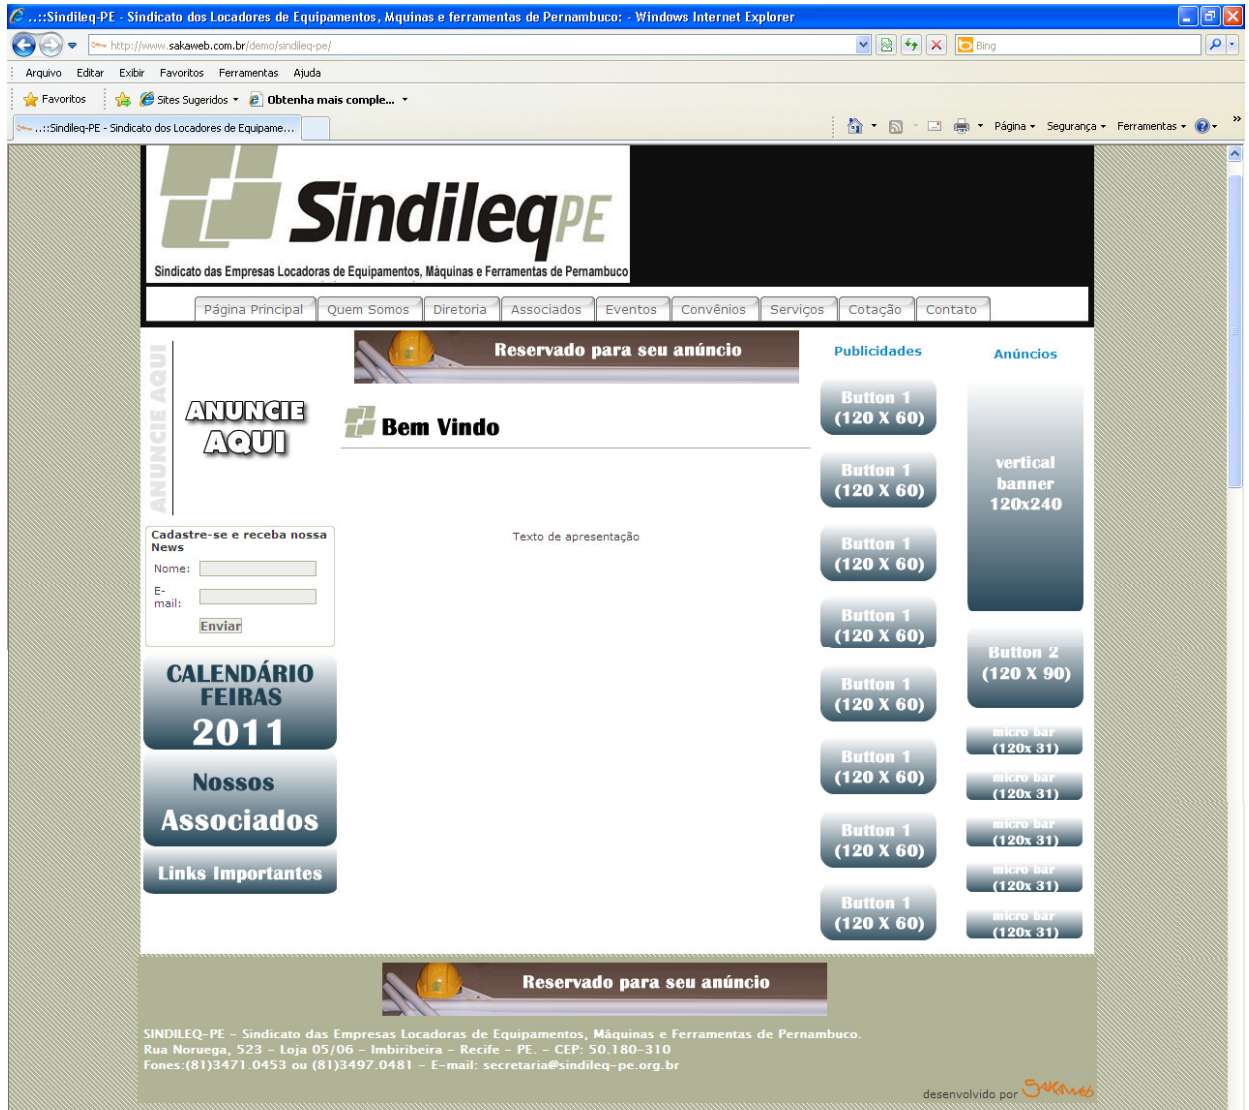 ..::Sindileq-PE - Sindicato dos Locadores de Equipamentos, Mquinas e ferramentas de Pernambuco: - Windows Internet Explorer
http://www.sakaweb.com.br/demo/sindileq-pe/
Bing
Arquivo Editar Exibir Favoritos Ferramentas Ajuda
Favoritos Sites Sugeridos Obtenha mais comple...
..::Sindileq-PE - Sindicato dos Locadores de Equipame...
Página Segurança Ferramentas
SindileqPE
Sindicato das Empresas Locadoras de Equipamentos, Máquinas e Ferramentas de Pernambuco
Página Principal Quem Somos Diretoria Associados Eventos Convênios Serviços Cotação Contato
ANUNCIE AQUI
ANUNCIE
AQUI
Cadastre-se e receba nossa
News
Nome:
E-
mail:
Enviar
CALENDÁRIO
FEIRAS
2011
Nossos
Associados
Links Importantes
Reservado para seu anúncio
Bem Vindo
Texto de apresentação
Publicidades
Button 1
(120 X 60)
Button 1
(120 X 60)
Button 1
(120 X 60)
Button 1
(120 X 60)
Button 1
(120 X 60)
Button 1
(120 X 60)
Button 1
(120 X 60)
Button 1
(120 X 60)
Anúncios
vertical
banner
120x240
Button 2
(120 X 90)
micro bar
(120x 31)
micro bar
(120x 31)
micro bar
(120x 31)
micro bar
(120x 31)
micro bar
(120x 31)
Reservado para seu anúncio
SINDILEQ-PE - Sindicato das Empresas Locadoras de Equipamentos, Máquinas e Ferramentas de Pernambuco.
Rua Noruega, 523 - Loja 05/06 - Imbiribeira - Recife - PE. - CEP: 50.180-310
Fones:(81)3471.0453 ou (81)3497.0481 - E-mail: secretaria@sindileq-pe.org.br
desenvolvido por Sakaweb